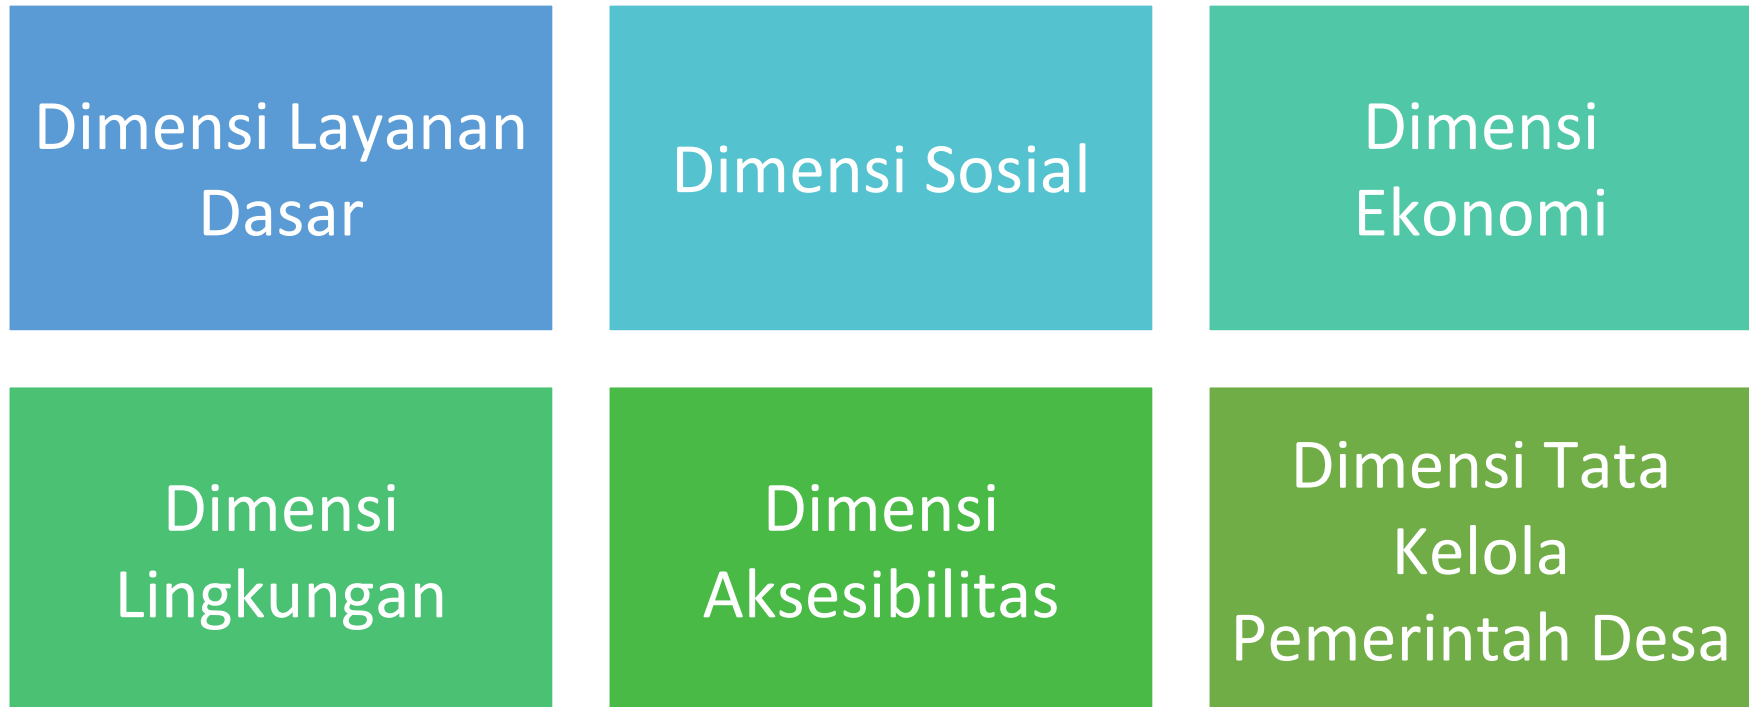 Dimensi Layanan
Dasar
Dimensi Sosial
Dimensi
Ekonomi
Dimensi
Lingkungan
Dimensi
Aksesibilitas
Dimensi Tata
Kelola
Pemerintah Desa